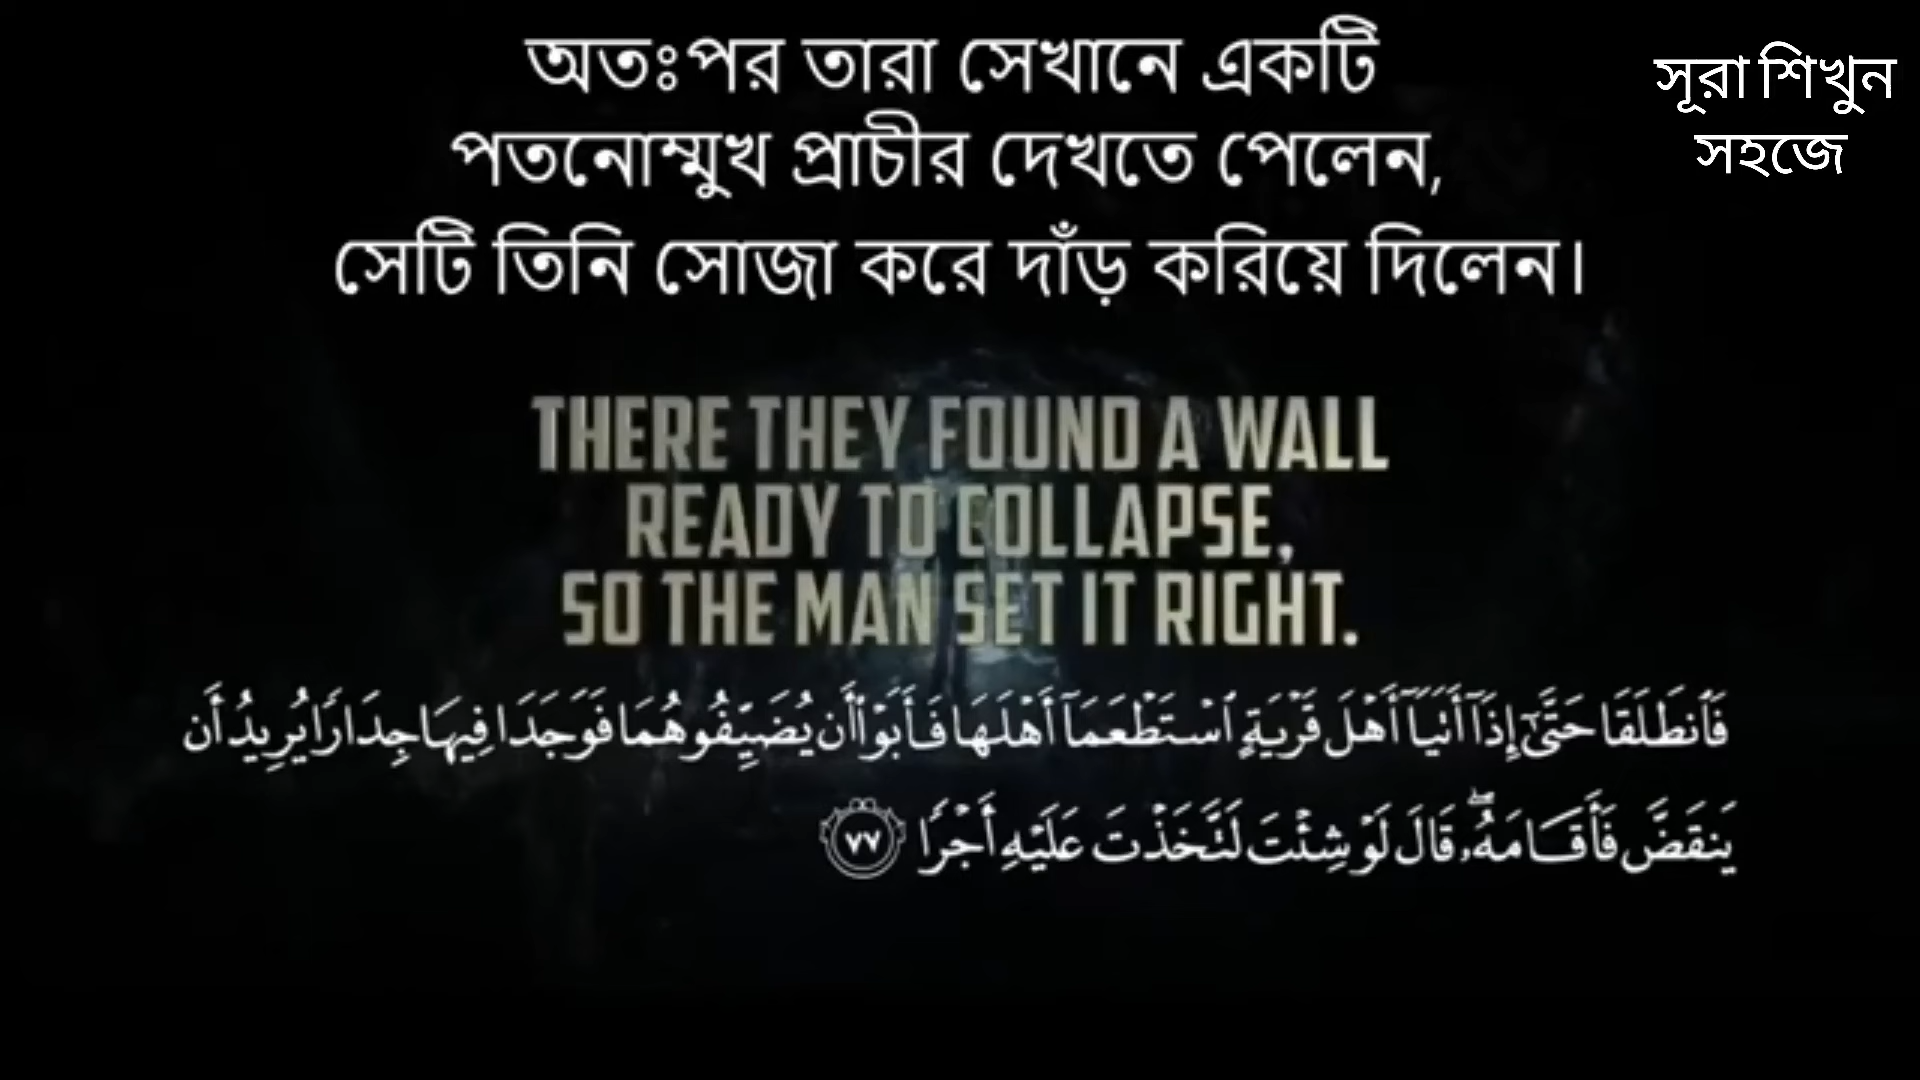 অতঃপর তারা সেখানে একটি
পতনোম্মুখ প্রাচীর দেখতে পেলেন,
সেটি তিনি সোজা করে দাঁড় করিয়ে দিলেন।
সূরা শিখুন
সহজে
THERE THEY FOUND A WALL
READY TO COLLAPSE,
SO THE MAN SET IT RIGHT.
فَٱنطَلَقَا حَتَّىٰٓ إِذَآ أَتَيَآ أَهْلَ قَرْيَةٍ ٱسْتَطْعَمَآ أَهْلَهَا فَأَبَوْا۟ أَن يُضَيِّفُوهُمَا فَوَجَدَا فِيهَا جِدَارًا يُرِيدُ أَن
يَنقَضَّ فَأَقَامَهُۥ ۖ قَالَ لَوْ شِئْتَ لَتَّخَذْتَ عَلَيْهِ أَجْرًا ٧٧